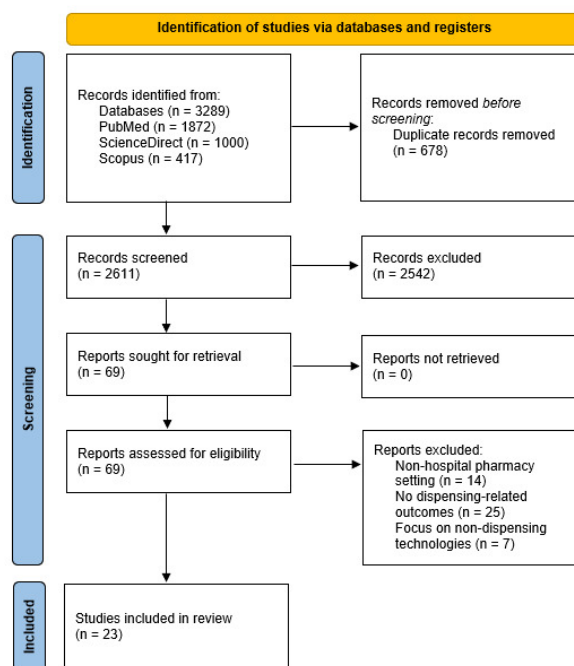 Identification of studies via databases and registers
Identification
Records identified from:
Databases (n = 3289)
PubMed (n = 1872)
ScienceDirect (n = 1000)
Scopus (n = 417)
Records removed before
screening:
Duplicate records removed
(n = 678)
Screening
Records screened
(n = 2611)
Records excluded
(n = 2542)
Reports sought for retrieval
(n = 69)
Reports not retrieved
(n = 0)
Reports assessed for eligibility
(n = 69)
Reports excluded:
Non-hospital pharmacy
setting (n = 14)
No dispensing-related
outcomes (n = 25)
Focus on non-dispensing
technologies (n = 7)
Included
Studies included in review
(n = 23)